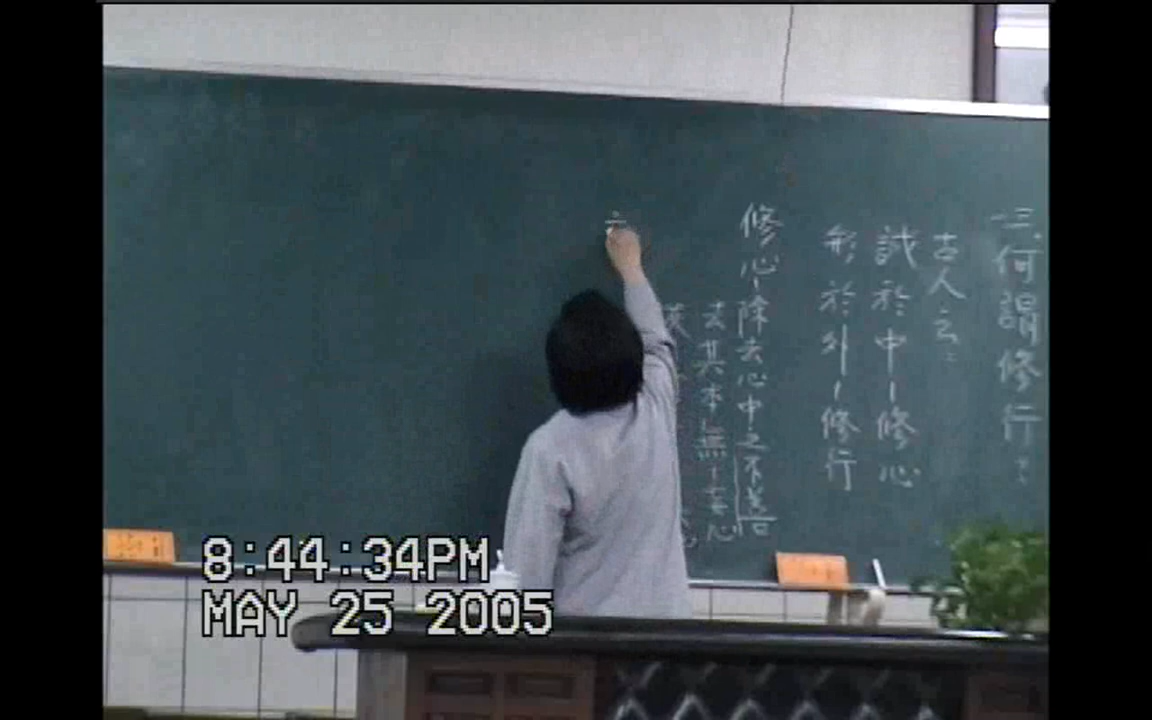 三、何謂修行?
古人云:
誠於中-修心
形於外-修行
修心-除去心中之不善
去其本無-妄心
8:44:34PM
MAY 25 2005